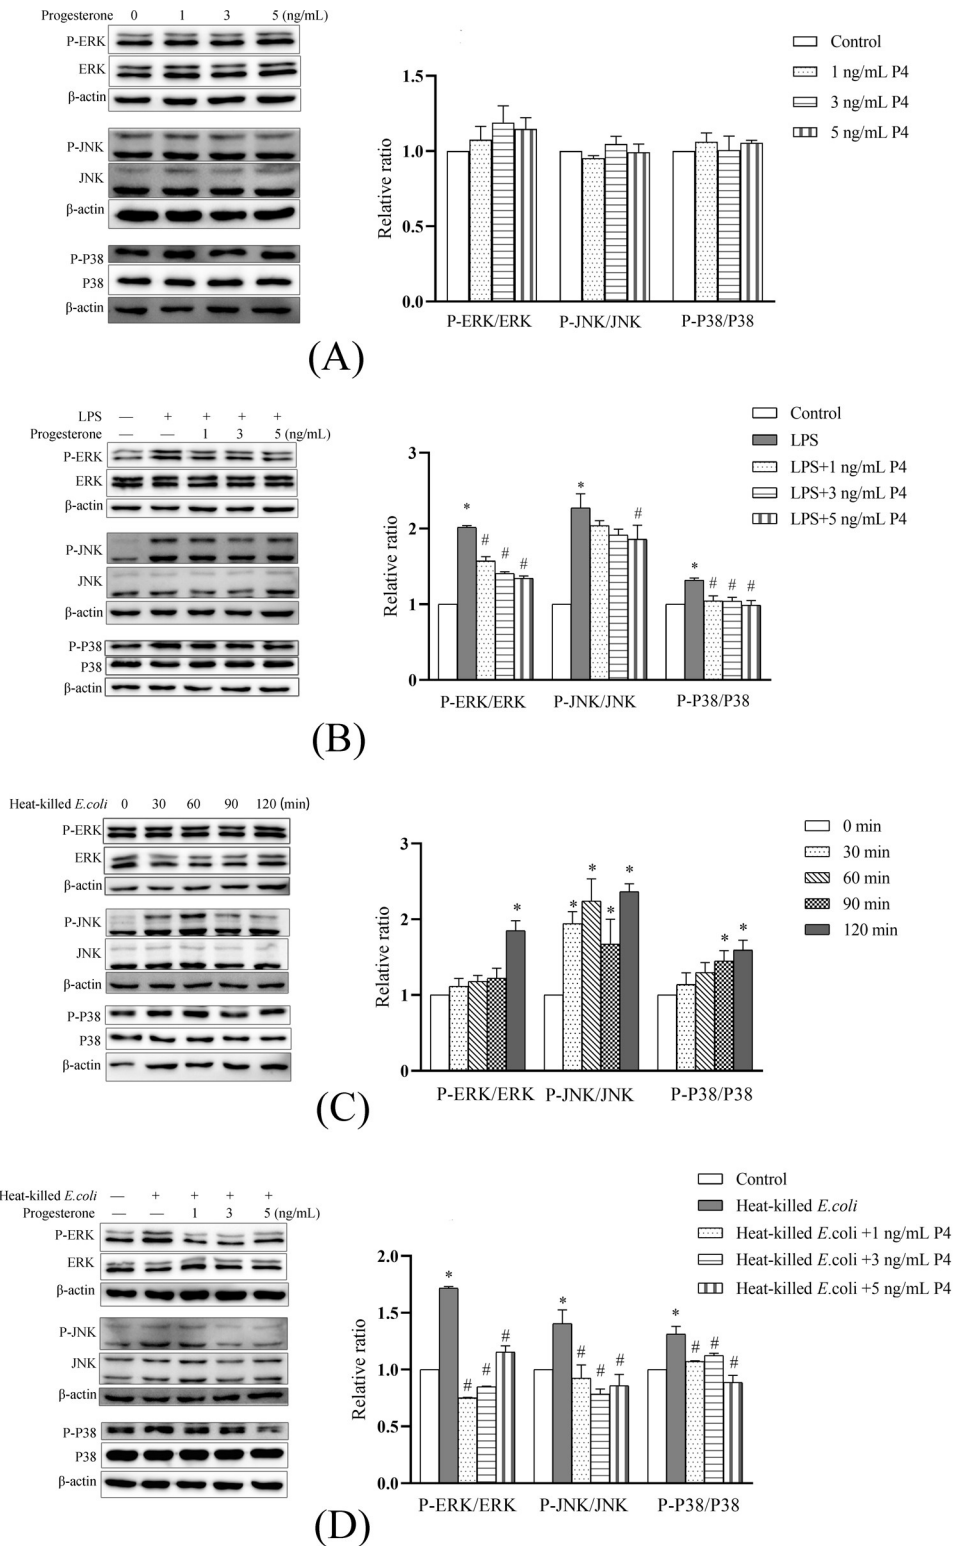 Progesterone 0 1 3 5 (ng/mL)
P-ERK
ERK
β-actin
P-JNK
JNK
β-actin
P-P38
P38
β-actin
Relative ratio
1.5
1.0
0.5
0.0
P-ERK/ERK P-JNK/JNK P-P38/P38
Control
1 ng/mL P4
3 ng/mL P4
5 ng/mL P4
(A)
LPS — + + + +
Progesterone — — 1 3 5 (ng/mL)
P-ERK
ERK
β-actin
P-JNK
JNK
β-actin
P-P38
P38
β-actin
Relative ratio
3
2
1
0
* # # #
* #
* # # #
P-ERK/ERK P-JNK/JNK P-P38/P38
Control
LPS
LPS+1 ng/mL P4
LPS+3 ng/mL P4
LPS+5 ng/mL P4
(B)
Heat-killed E.coli 0 30 60 90 120 (min)
P-ERK
ERK
β-actin
P-JNK
JNK
β-actin
P-P38
P38
β-actin
Relative ratio
3
2
1
0
*
* * * *
* *
P-ERK/ERK P-JNK/JNK P-P38/P38
0 min
30 min
60 min
90 min
120 min
(C)
Heat-killed E.coli — + + + +
Progesterone — — 1 3 5 (ng/mL)
P-ERK
ERK
β-actin
P-JNK
JNK
β-actin
P-P38
P38
β-actin
Relative ratio
2.0
1.5
1.0
0.5
0.0
* # # #
* # # #
* # # #
P-ERK/ERK P-JNK/JNK P-P38/P38
Control
Heat-killed E.coli
Heat-killed E.coli +1 ng/mL P4
Heat-killed E.coli +3 ng/mL P4
Heat-killed E.coli +5 ng/mL P4
(D)